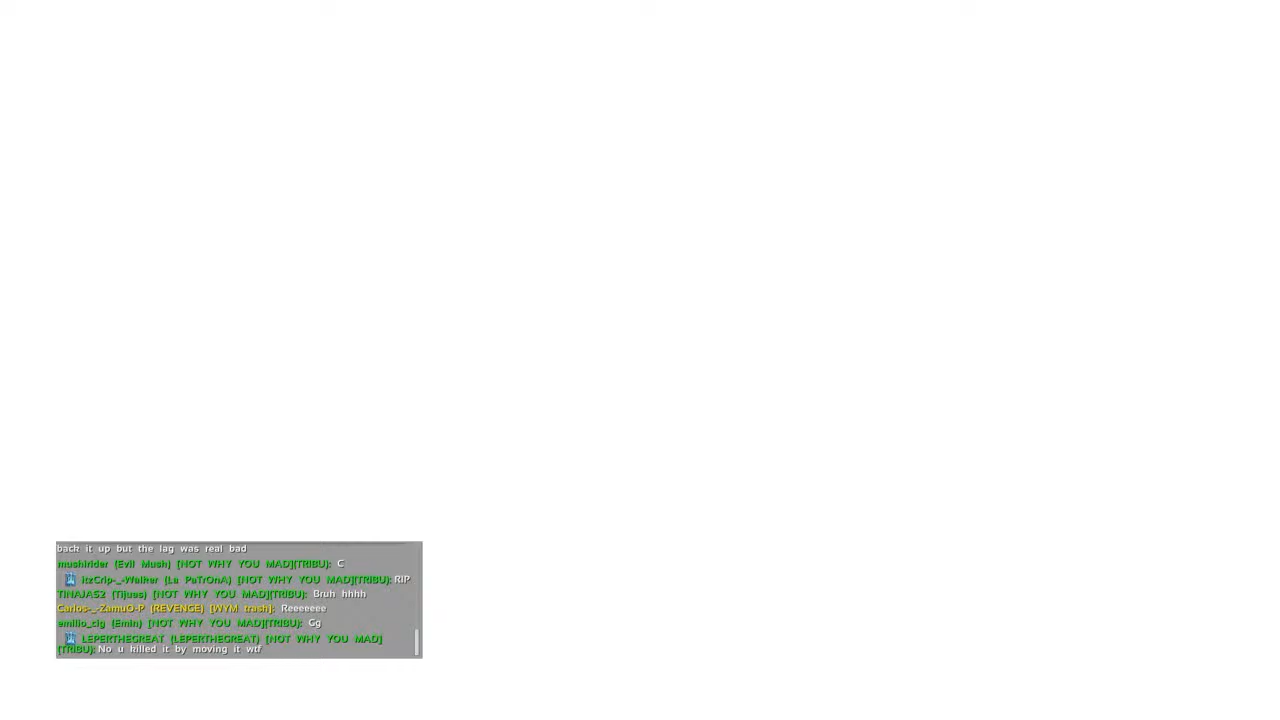 back it up but the lag was real bad
mushirider (Evil Mush) [NOT WHY YOU MAD](TRIBU): C
ItzCrip-_-Walker (La PaTrOnA) [NOT WHY YOU MAD](TRIBU): RIP
TINAJAS2 (Tijuas) [NOT WHY YOU MAD](TRIBU): Bruh hhhh
Carlos-_-ZamuO-P (REVENGE) [WYM trash]: Reeeeeee
emilio_cig (Emin) [NOT WHY YOU MAD](TRIBU): Gg
LEPERTHEGREAT (LEPERTHEGREAT) [NOT WHY YOU MAD]
(TRIBU): No u killed it by moving it wtf